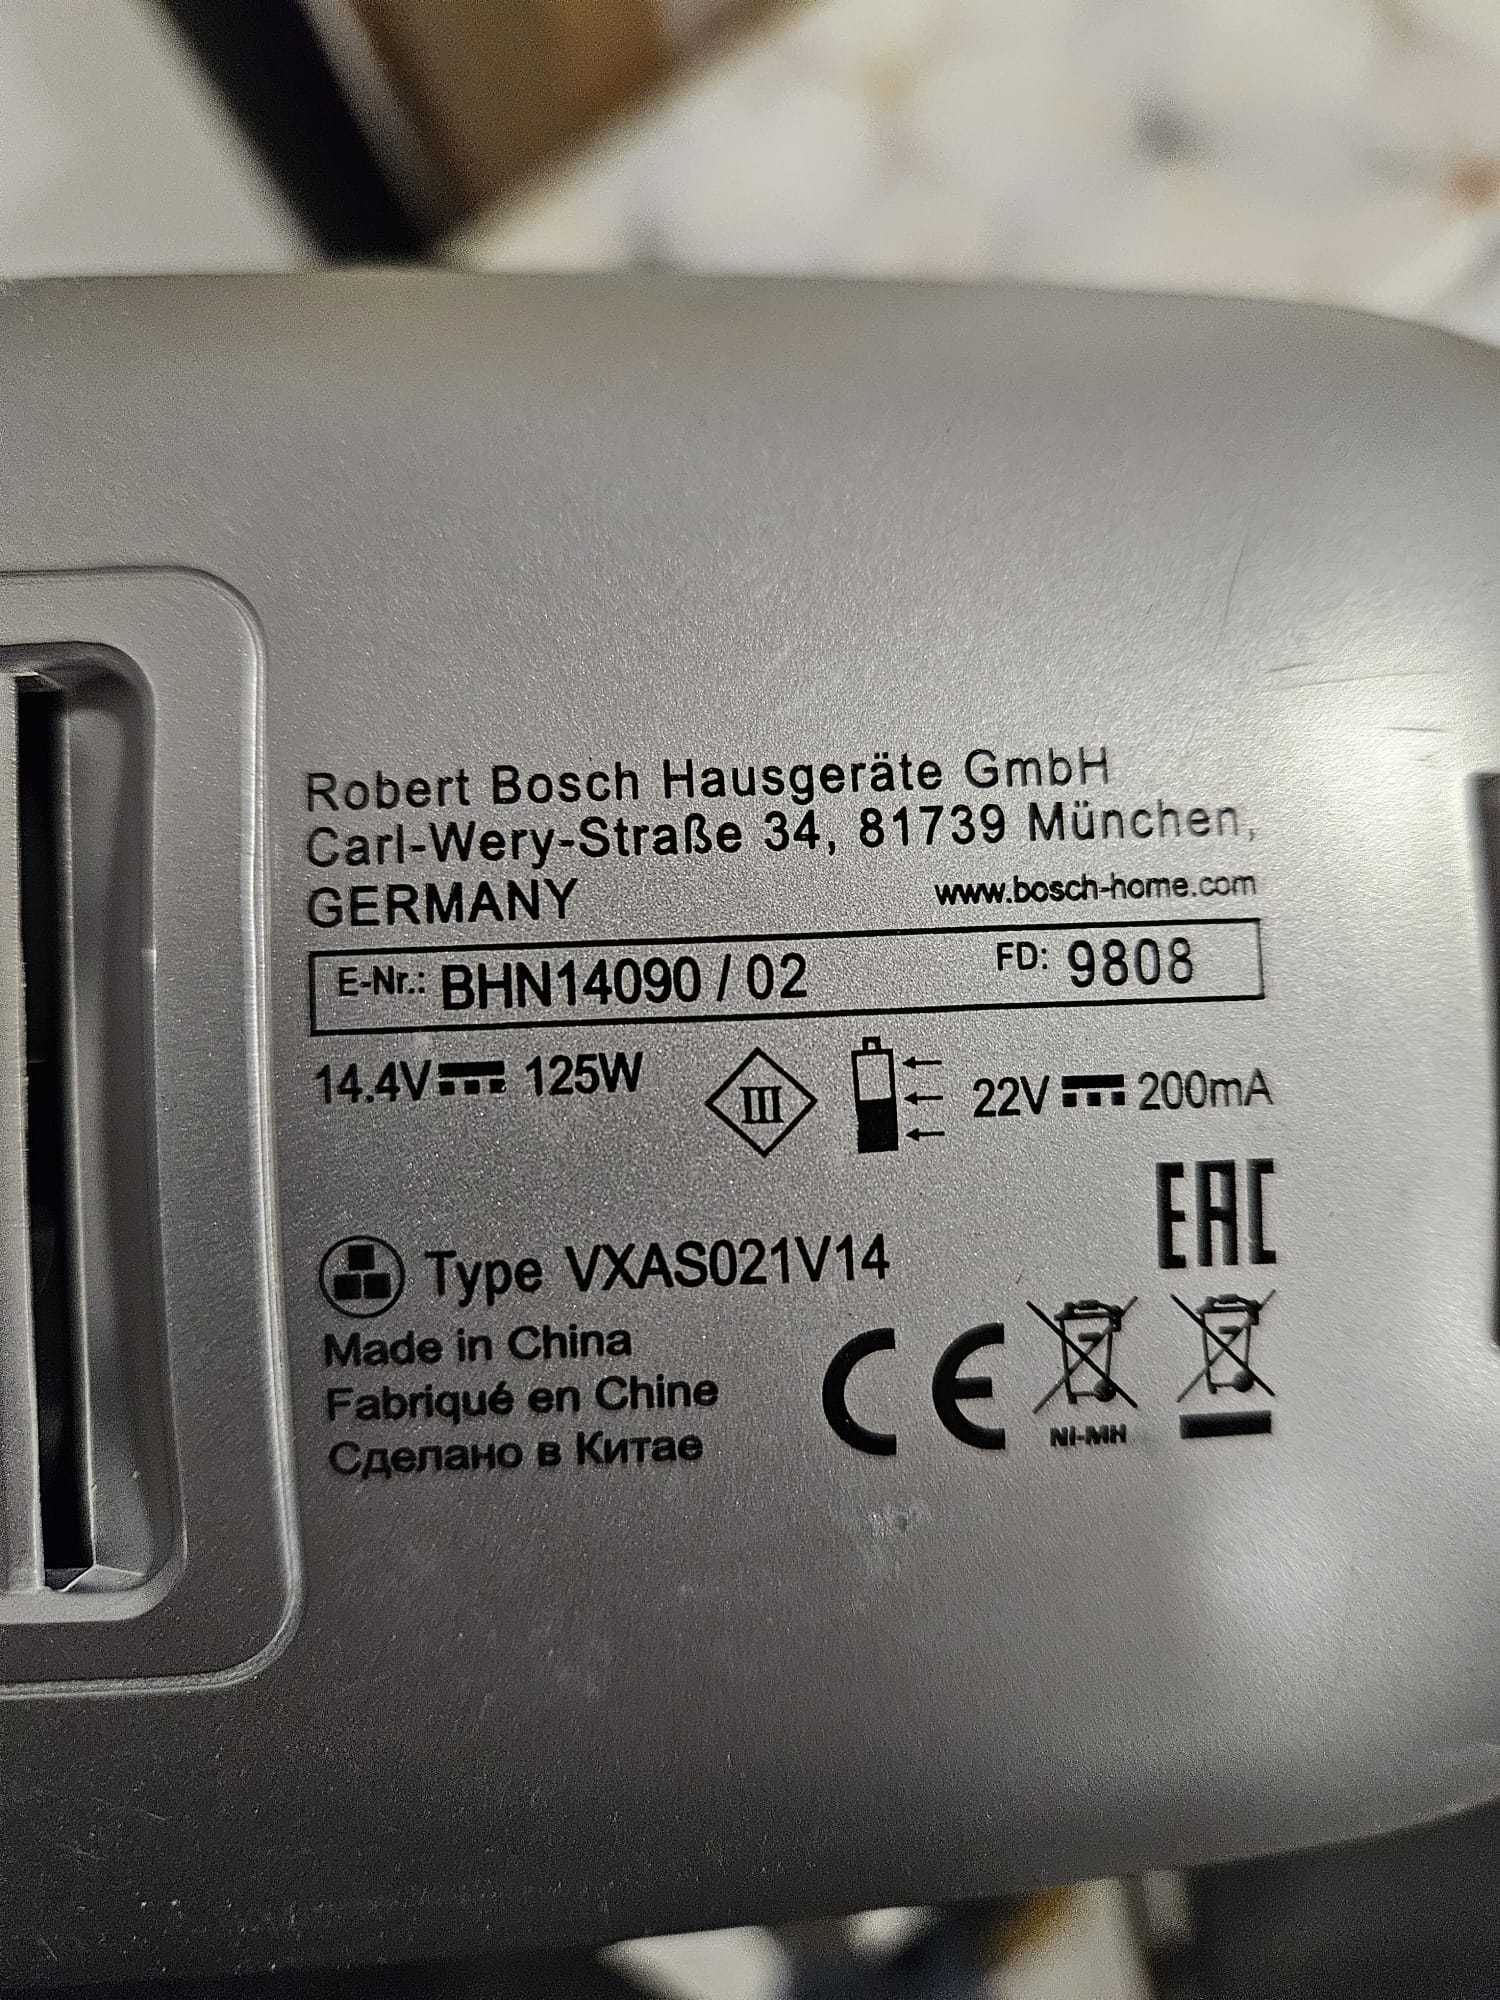 Robert Bosch Hausgeräte GmbH
Carl-Wery-Straße 34, 81739 München,
GERMANY www.bosch-home.com
E-Nr.: BHN14090 / 02 FD: 9808
14.4V⎓ 125W III 22V⎓ 200mA
EAC
Type VXAS021V14
Made in China
Fabriqué en Chine
Сделано в Китае
CE
NI-MH